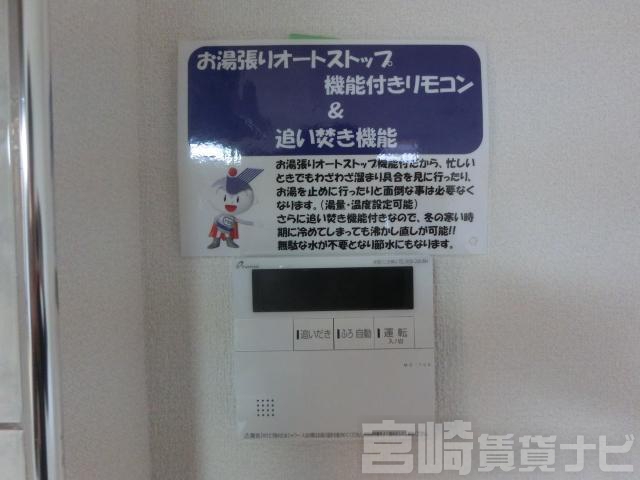 お湯張りオートストップ
機能付きリモコン
&
追い焚き機能
お湯張りオートストップ機能付だから、忙しい
ときでもわざわざ溜まり具合を見に行ったり、
お湯を止めに行ったりと面倒な事は必要なく
なります。(湯量・温度設定可能)
さらに追い焚き機能付きなので、冬の寒い時
期に冷めてしまっても沸かし直しが可能!!
無駄な水が不要となり節水にもなります。
追いだき
ふろ自動
運転
入/切
宮崎賃貸ナビ